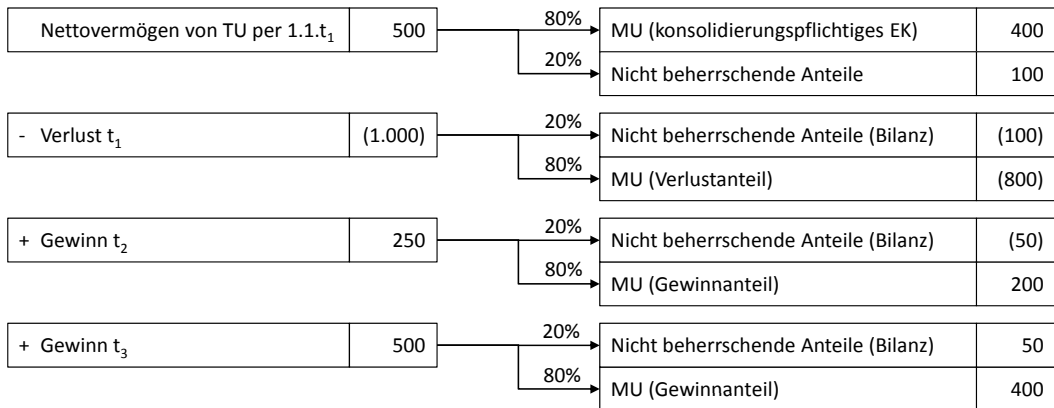 Nettovermögen von TU per 1.1.t₁ 500 80% MU (konsolidierungspflichtiges EK) 400
20% Nicht beherrschende Anteile 100
- Verlust t₁ (1.000) 20% Nicht beherrschende Anteile (Bilanz) (100)
80% MU (Verlustanteil) (800)
+ Gewinn t₂ 250 20% Nicht beherrschende Anteile (Bilanz) (50)
80% MU (Gewinnanteil) 200
+ Gewinn t₃ 500 20% Nicht beherrschende Anteile (Bilanz) 50
80% MU (Gewinnanteil) 400